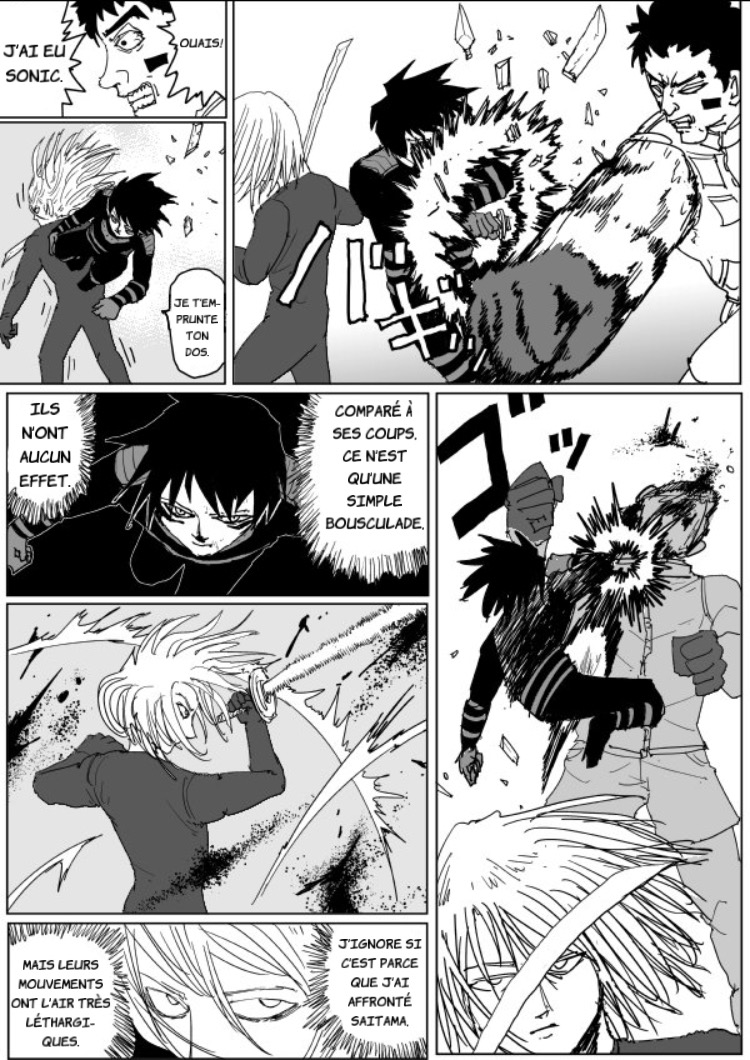 OUAIS!
J'AI EU
SONIC.
JE T'EM-
PRUNTE
TON
DOS.
ゴッ
COMPARÉ À
SES COUPS.
CE N'EST
QU'UNE
SIMPLE
BOUSCULADE.
ILS
N'ONT
AUCUN
EFFET.
J'IGNORE SI
C'EST PARCE
QUE J'AI
AFFRONTÉ
SAITAMA.
MAIS LEURS
MOUVEMENTS
ONT L'AIR TRÈS
LÉTHARGI-
QUES.